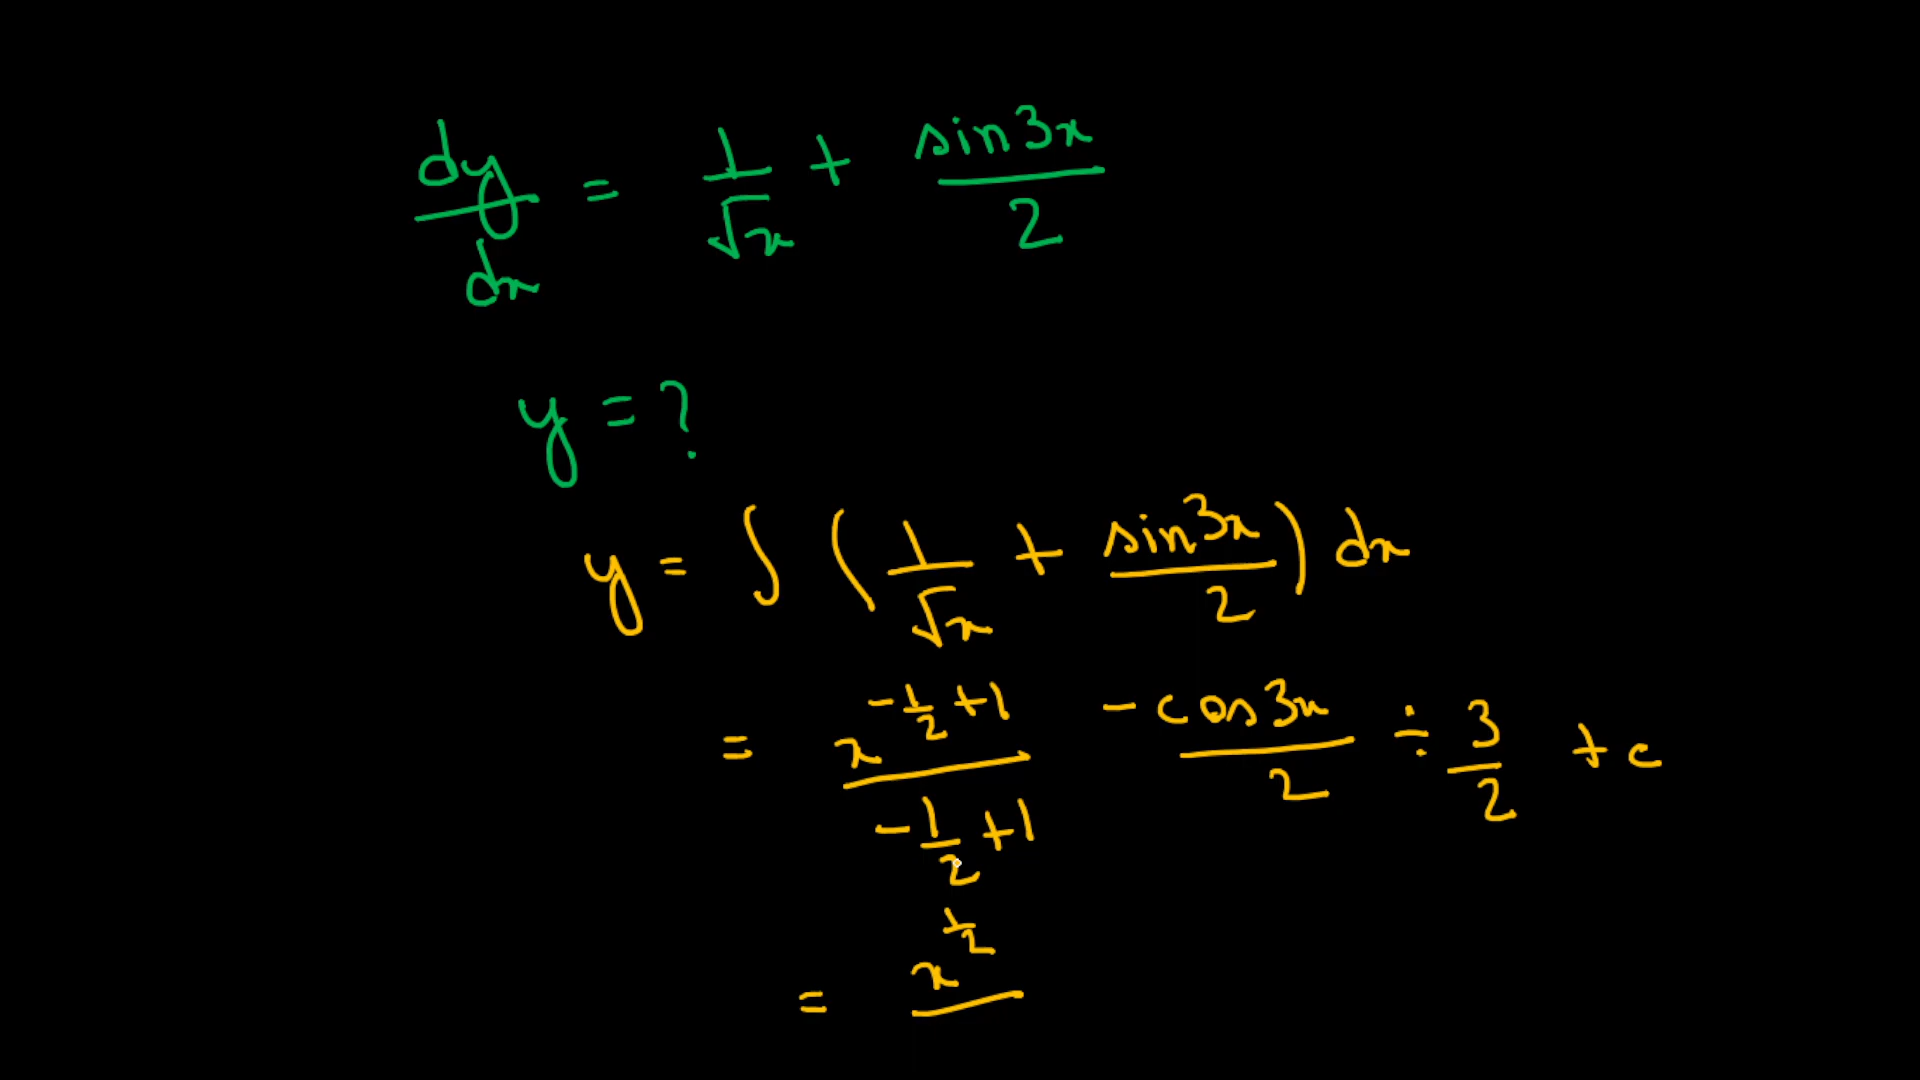 dy/dx = 1/√x + sin3x/2
y = ?
y = ∫ (1/√x + sin3x/2) dx
= x^(-1/2+1)/(-1/2+1) - cos3x/2 ÷ 3/2 + c
= x^(1/2)/